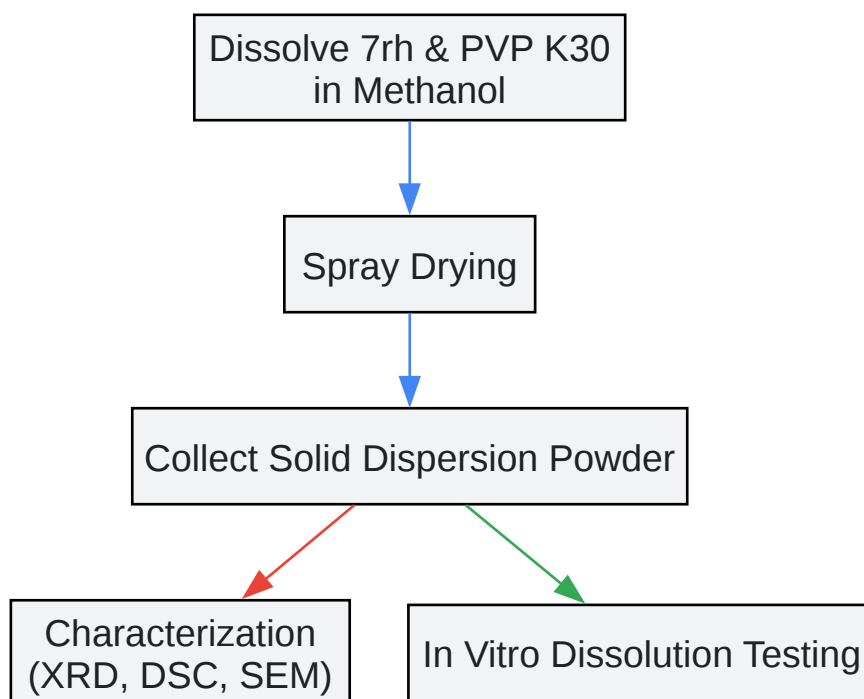 Dissolve 7rh & PVP K30
in Methanol
Spray Drying
Collect Solid Dispersion Powder
Characterization
(XRD, DSC, SEM)
In Vitro Dissolution Testing